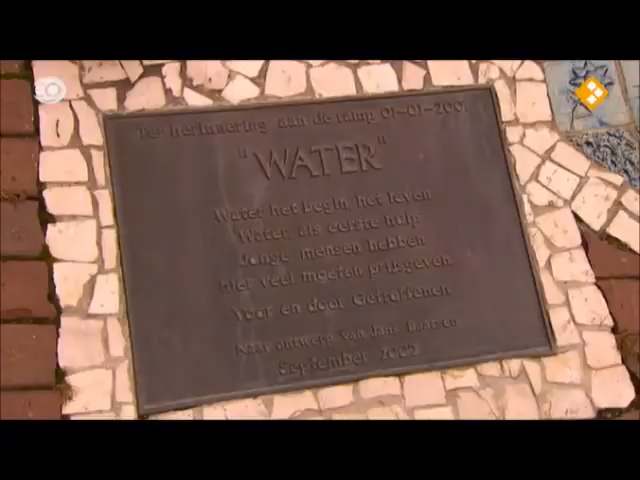 Ter herinnering aan de ramp 01-01-2001
"WATER"
Water het begin, het leven
Water, als eerste hulp
Jonge mensen hebben
hier veel moeten prijsgeven
Voor en door Getroffenen
Naar ontwerp van Jans
September 2002